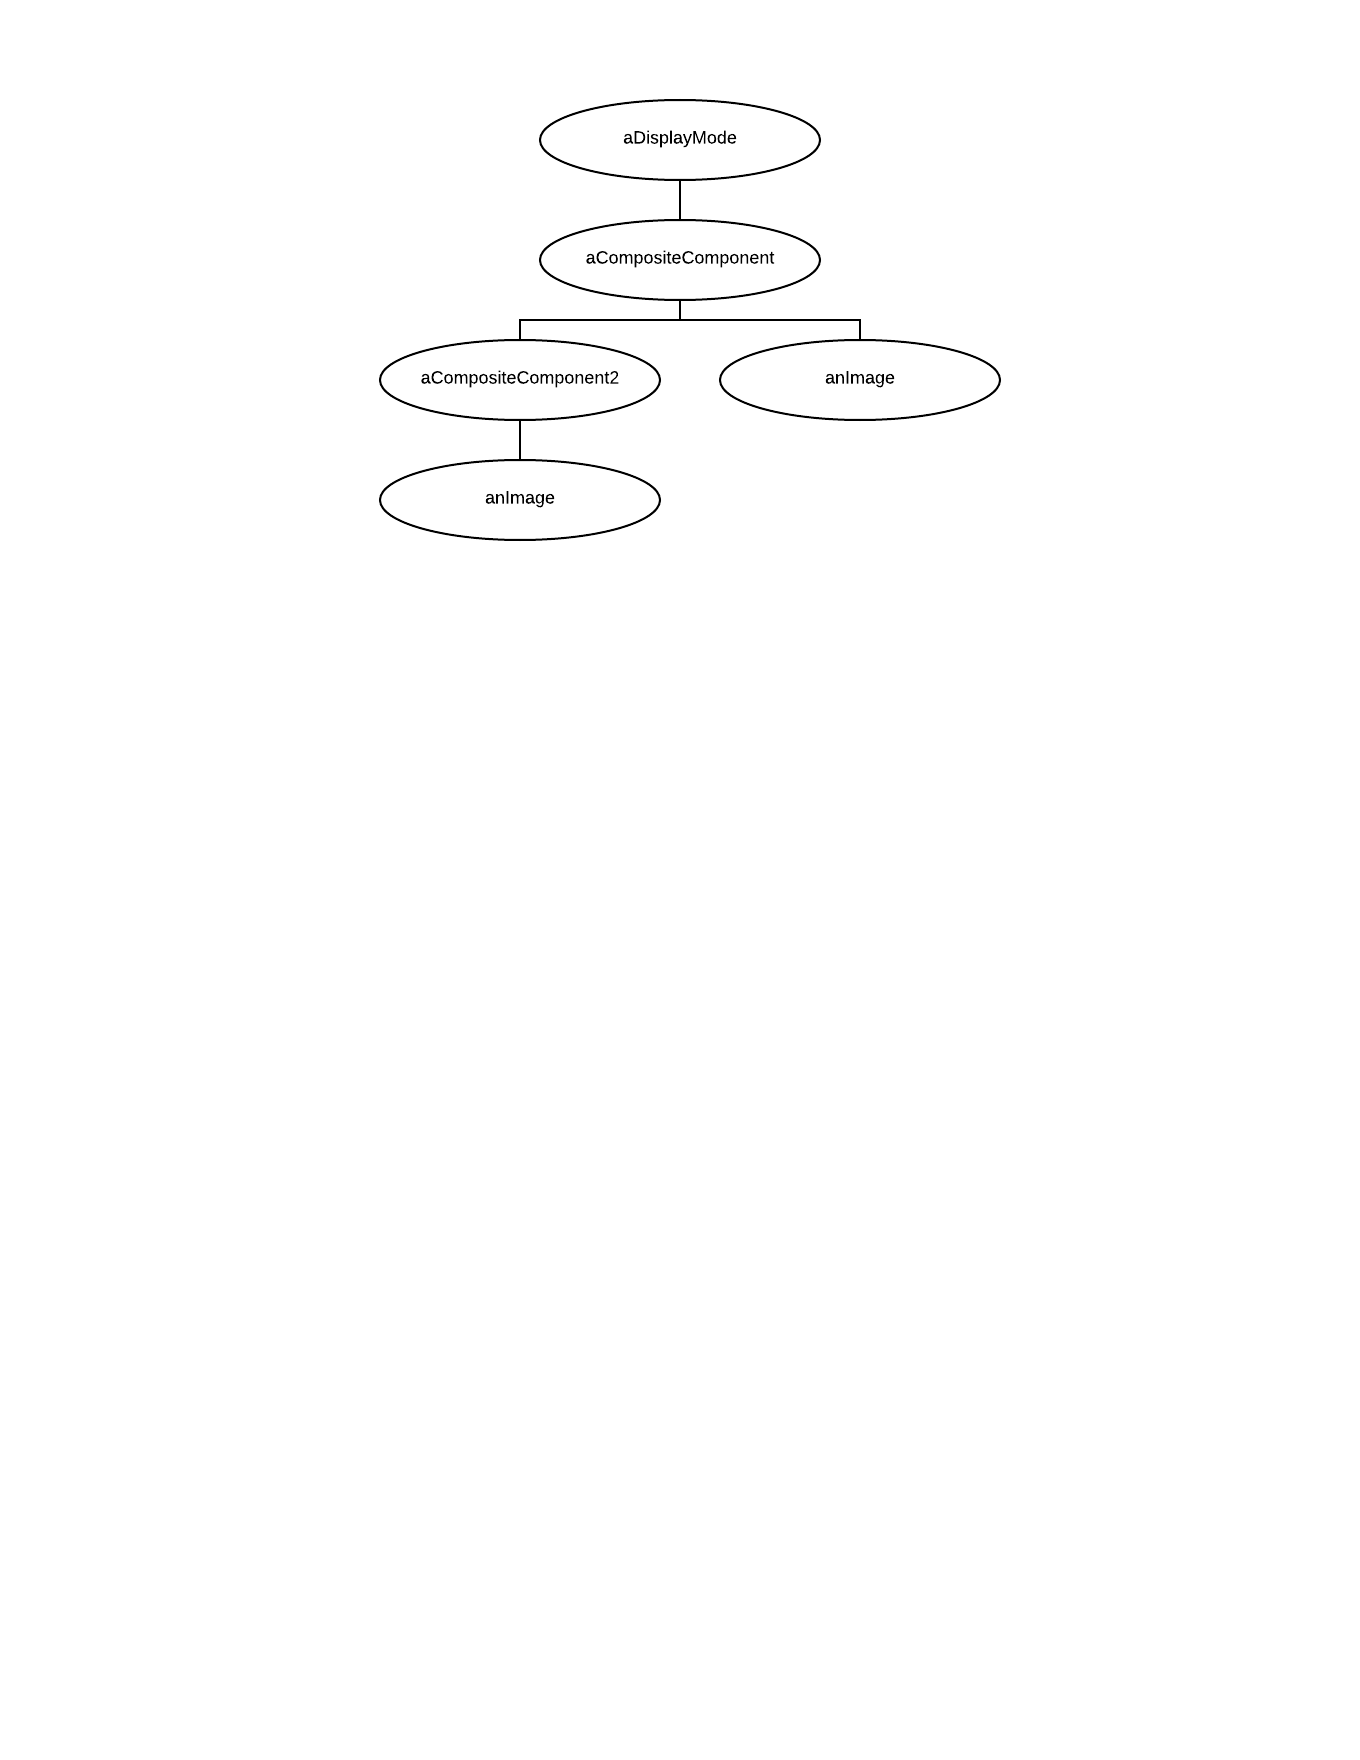 aDisplayMode
aCompositeComponent
aCompositeComponent2
anImage
anImage